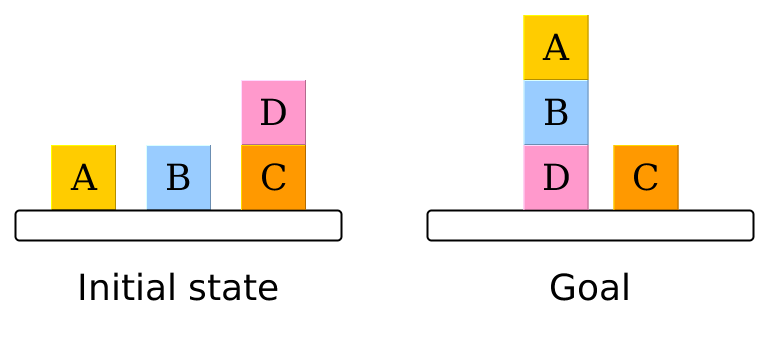 A
D
B
A B C
D C
Initial state
Goal